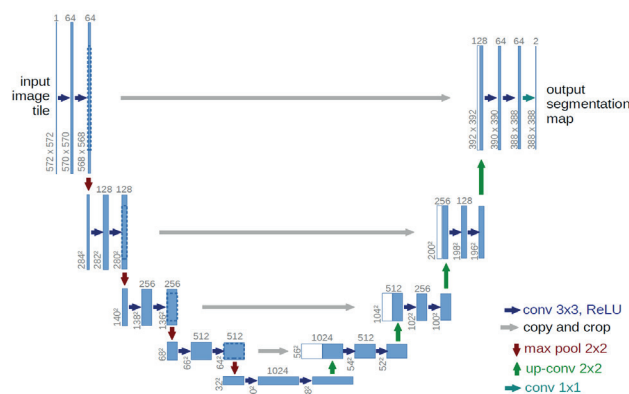 1 64 64
input
image
tile
572 x 572
570 x 570
568 x 568
128 64 64 2
output
segmentation
map
392 x 392
390 x 390
388 x 388
388 x 388
128 128
284²
282²
280²
256 128
200²
198²
196²
256 256
140²
138²
136²
512 256
104²
102²
100²
512 512
68²
66²
64²
1024 512
56²
54²
52²
1024
32²
0²
8²
conv 3x3, ReLU
copy and crop
max pool 2x2
up-conv 2x2
conv 1x1